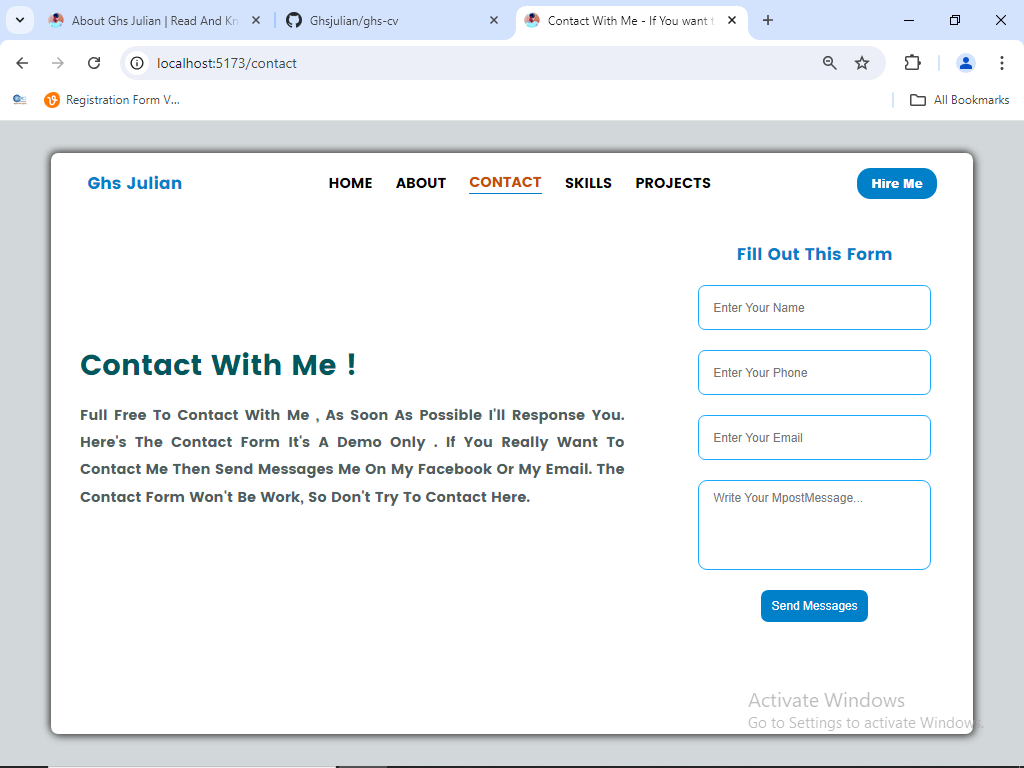 About Ghs Julian | Read And Kn
Ghsjulian/ghs-cv
Contact With Me - If You want t
localhost:5173/contact
Registration Form V...
All Bookmarks
Ghs Julian
HOME
ABOUT
CONTACT
SKILLS
PROJECTS
Hire Me
Contact With Me !
Full Free To Contact With Me , As Soon As Possible I'll Response You.
Here's The Contact Form It's A Demo Only . If You Really Want To
Contact Me Then Send Messages Me On My Facebook Or My Email. The
Contact Form Won't Be Work, So Don't Try To Contact Here.
Fill Out This Form
Enter Your Name
Enter Your Phone
Enter Your Email
Write Your MpostMessage...
Send Messages
Activate Windows
Go to Settings to activate Windows.